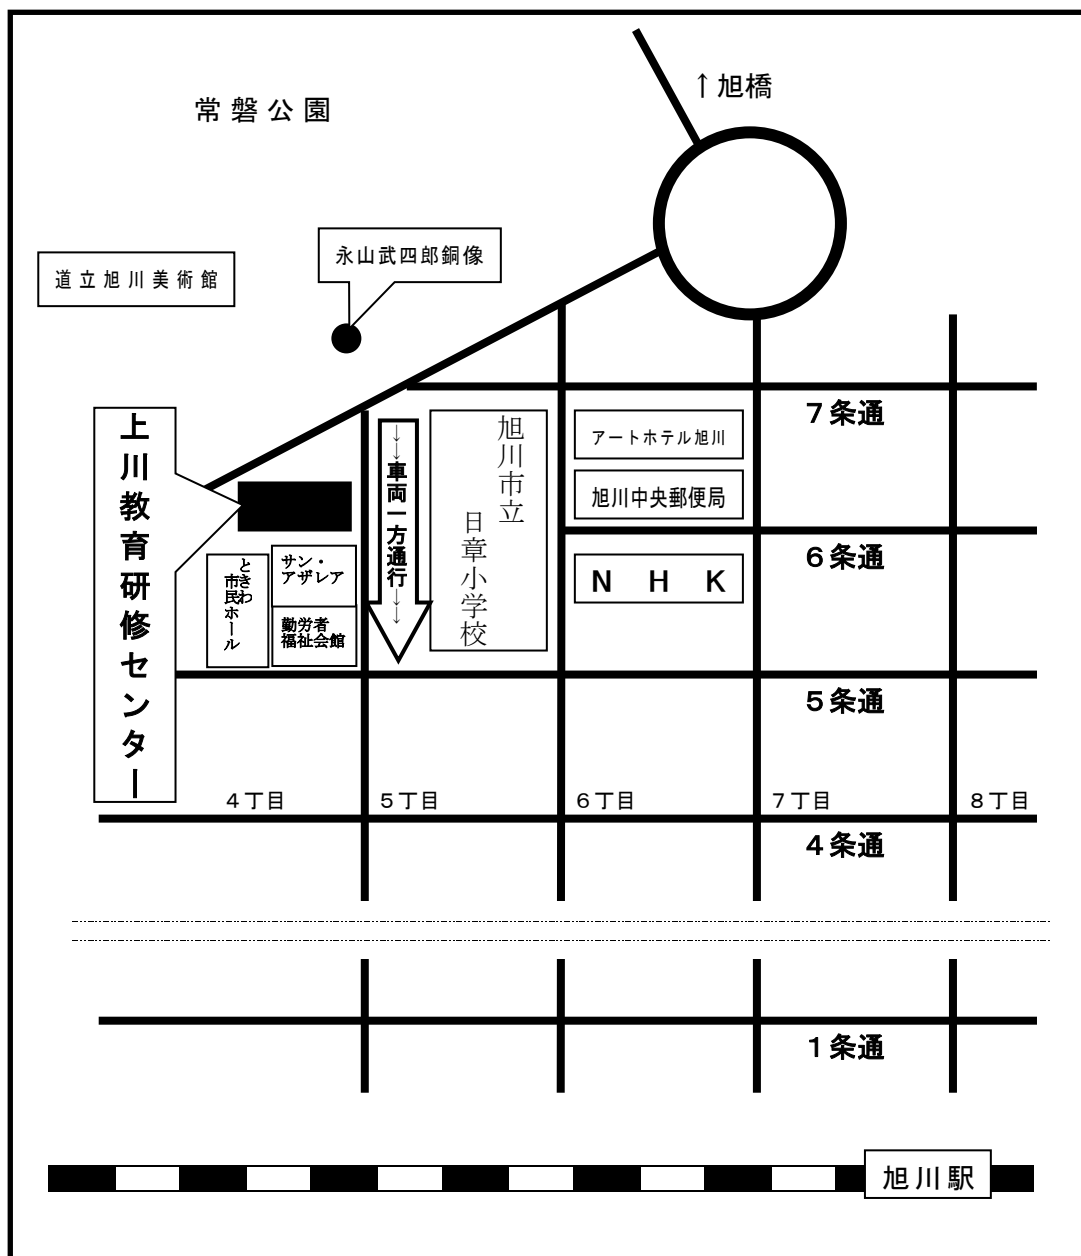 ↑旭橋
常磐公園
永山武四郎銅像
道立旭川美術館
7条通
上川教育研修センター
↓↓車両一方通行↓↓
旭川市立
日章小学校
アートホテル旭川
旭川中央郵便局
6条通
ときわ
市民ホール
サン・
アザレア
勤労者
福祉会館
NHK
5条通
4丁目
5丁目
6丁目
7丁目
8丁目
4条通
1条通
旭川駅